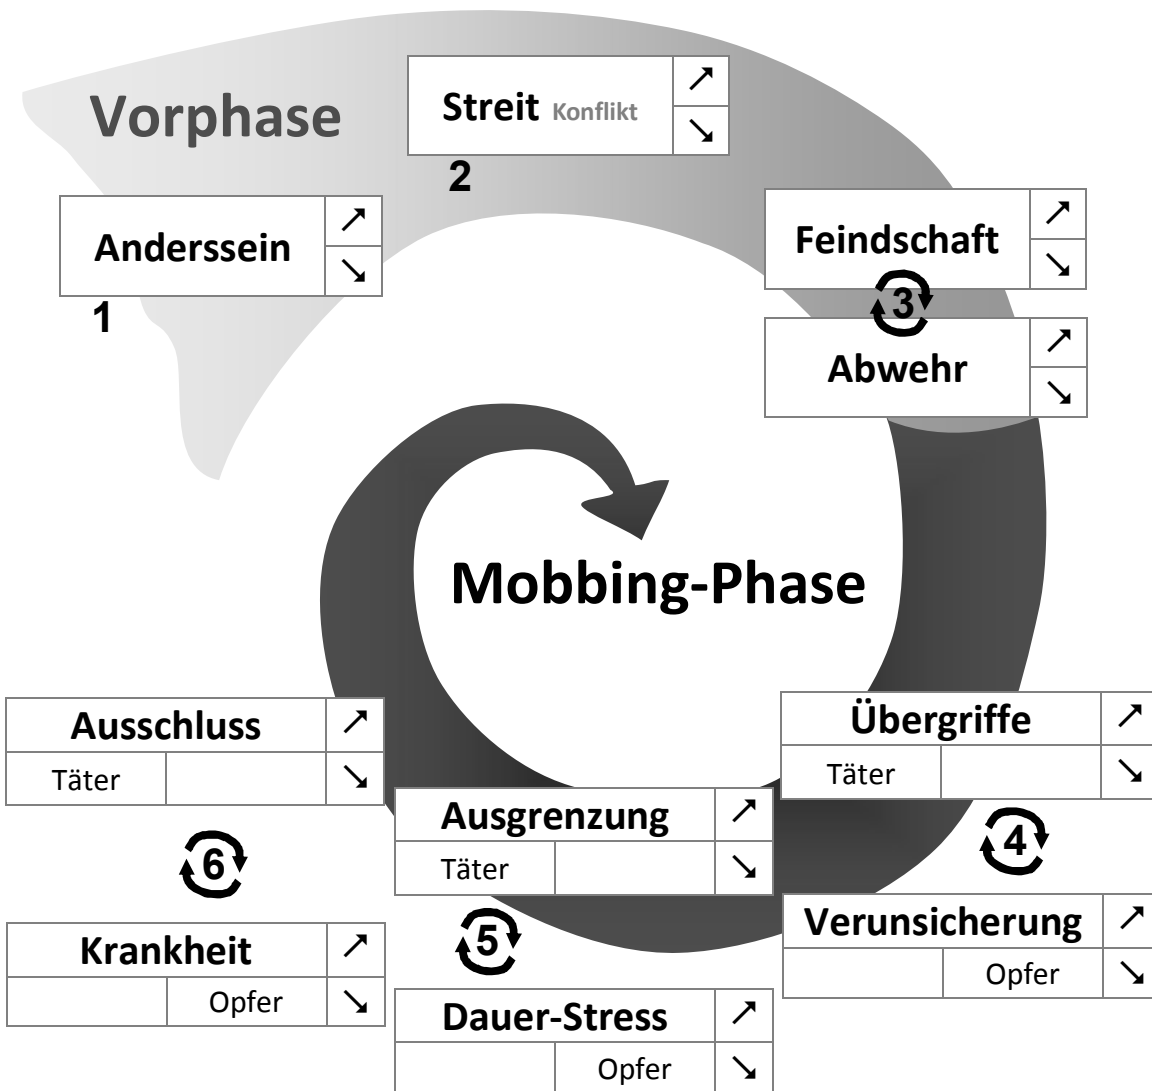 Vorphase
Anderssein ↗ ↘
1
Streit Konflikt ↗ ↘
2
Feindschaft ↗ ↘
3
Abwehr ↗ ↘
Mobbing-Phase
Übergriffe ↗
Täter ↘
4
Verunsicherung ↗
Opfer ↘
Ausgrenzung ↗
Täter ↘
5
Dauer-Stress ↗
Opfer ↘
Ausschluss ↗
Täter ↘
6
Krankheit ↗
Opfer ↘